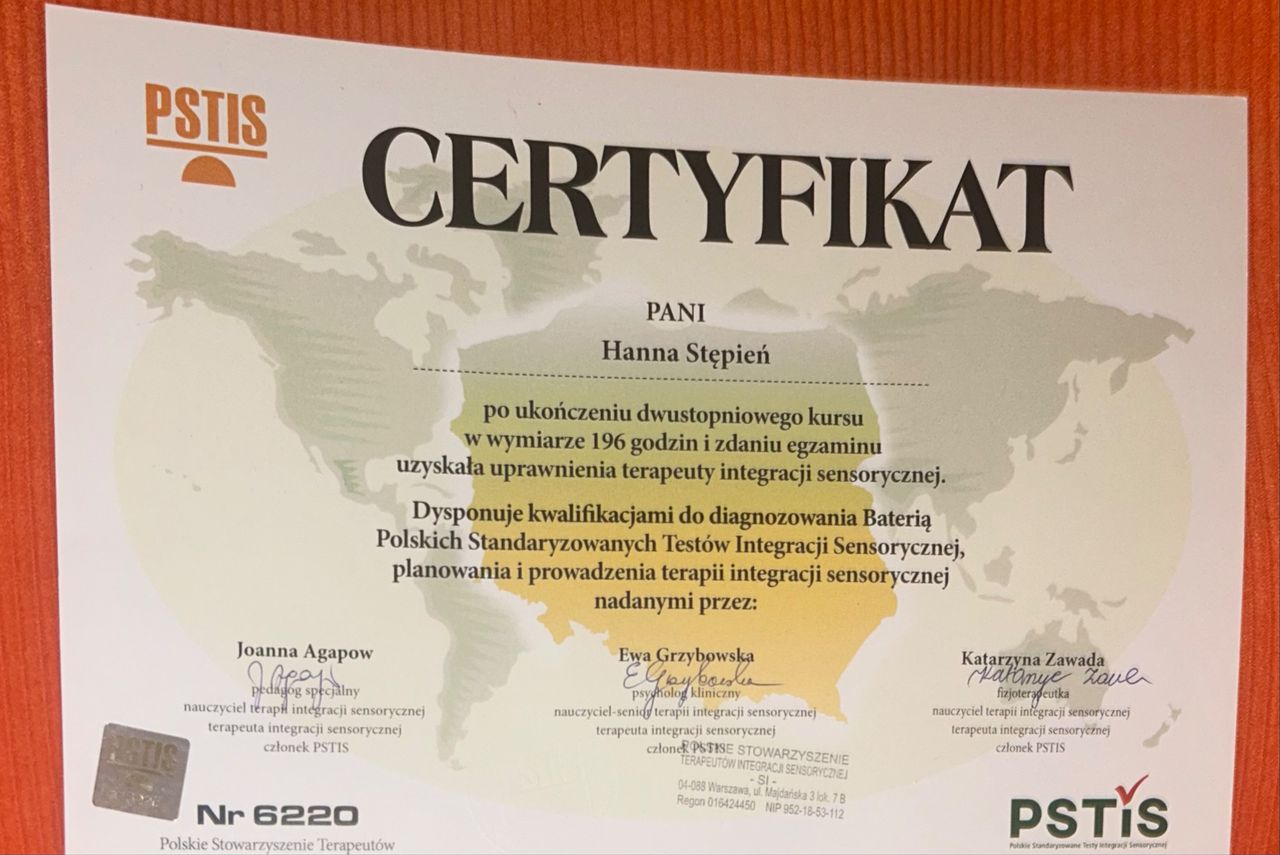 PSTIS
CERTYFIKAT
PANI
Hanna Stępień
po ukończeniu dwustopniowego kursu
w wymiarze 196 godzin i zdaniu egzaminu
uzyskała uprawnienia terapeuty integracji sensorycznej.
Dysponuje kwalifikacjami do diagnozowania Baterią
Polskich Standaryzowanych Testów Integracji Sensorycznej,
planowania i prowadzenia terapii integracji sensorycznej
nadanymi przez:
Joanna Agapow
pedagog specjalny
nauczyciel terapii integracji sensorycznej
terapeuta integracji sensorycznej
członek PSTIS
Ewa Grzybowska
EGrzybowska
psycholog kliniczny
nauczyciel-senior terapii integracji sensorycznej
terapeuta integracji sensorycznej
członek PSTIS
Katarzyna Zawada
fizjoterapeutka
nauczyciel terapii integracji sensorycznej
terapeuta integracji sensorycznej
członek PSTIS
POLSKIE STOWARZYSZENIE
TERAPEUTÓW INTEGRACJI SENSORYCZNEJ
- SI -
04-088 Warszawa, ul. Majdańska 3 lok. 7 B
Regon 016424450 NIP 952-18-53-112
PSTIS
Nr 6220
Polskie Stowarzyszenie Terapeutów
PSTiS
Polskie Standaryzowane Testy Integracji Sensorycznej